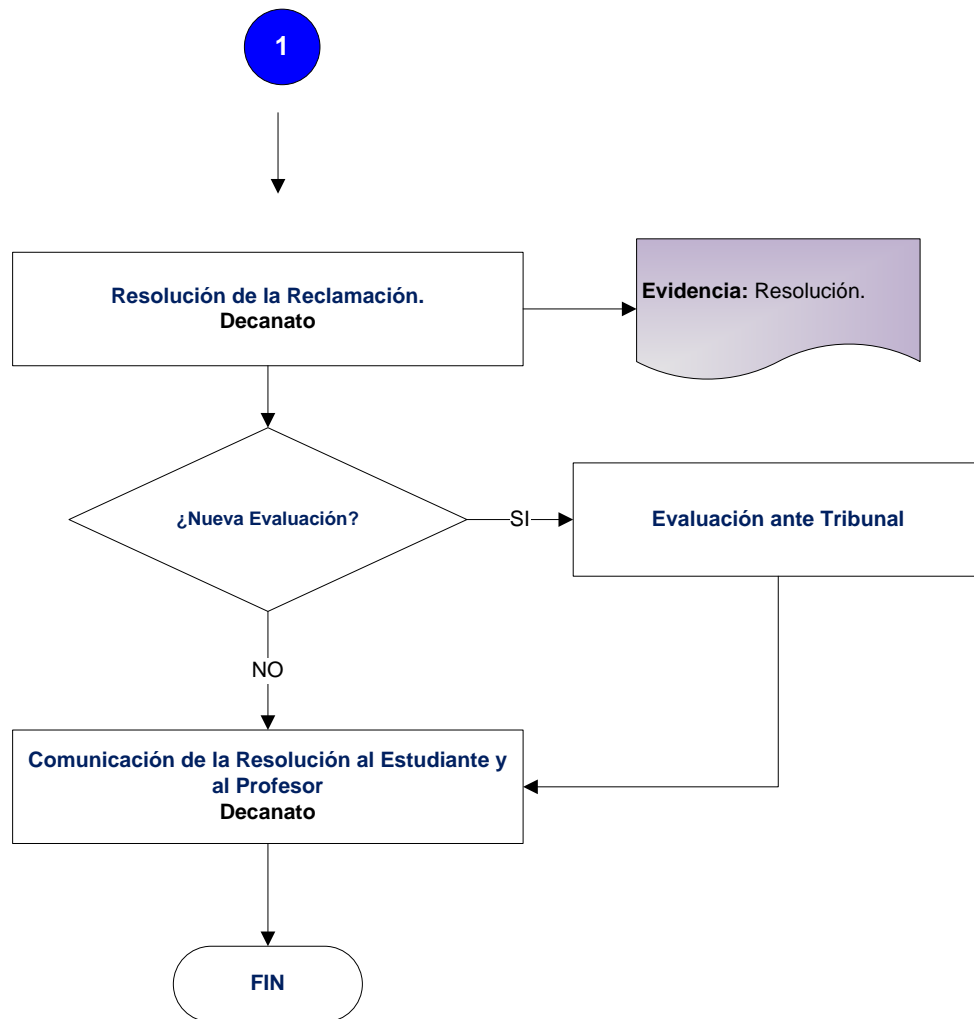 1
Resolución de la Reclamación.
Decanato
Evidencia: Resolución.
¿Nueva Evaluación?
SI
Evaluación ante Tribunal
NO
Comunicación de la Resolución al Estudiante y
al Profesor
Decanato
FIN